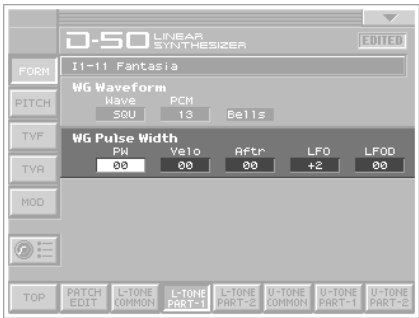 D-50 LINEAR SYNTHESIZER EDITED
I1-11 Fantasia
FORM
WG Waveform
Wave PCM
SQU 13 Bells
PITCH
TVF
WG Pulse Width
PW Velo Aftr LFO LFOD
00 00 00 +2 00
TVA
MOD
TOP PATCH EDIT L-TONE COMMON L-TONE PART-1 L-TONE PART-2 U-TONE COMMON U-TONE PART-1 U-TONE PART-2